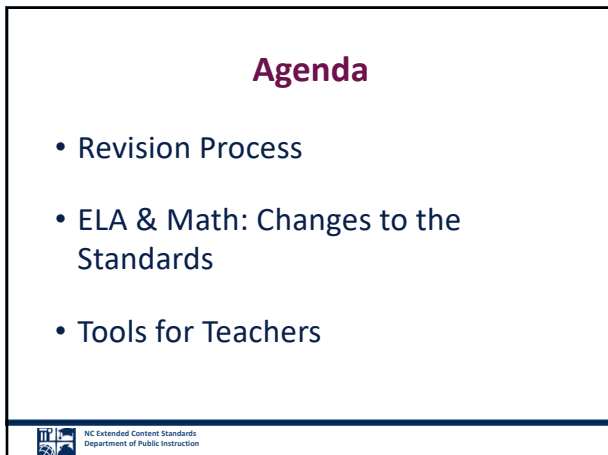 Agenda
• Revision Process
• ELA & Math: Changes to the
Standards
• Tools for Teachers
NC Extended Content Standards
Department of Public Instruction